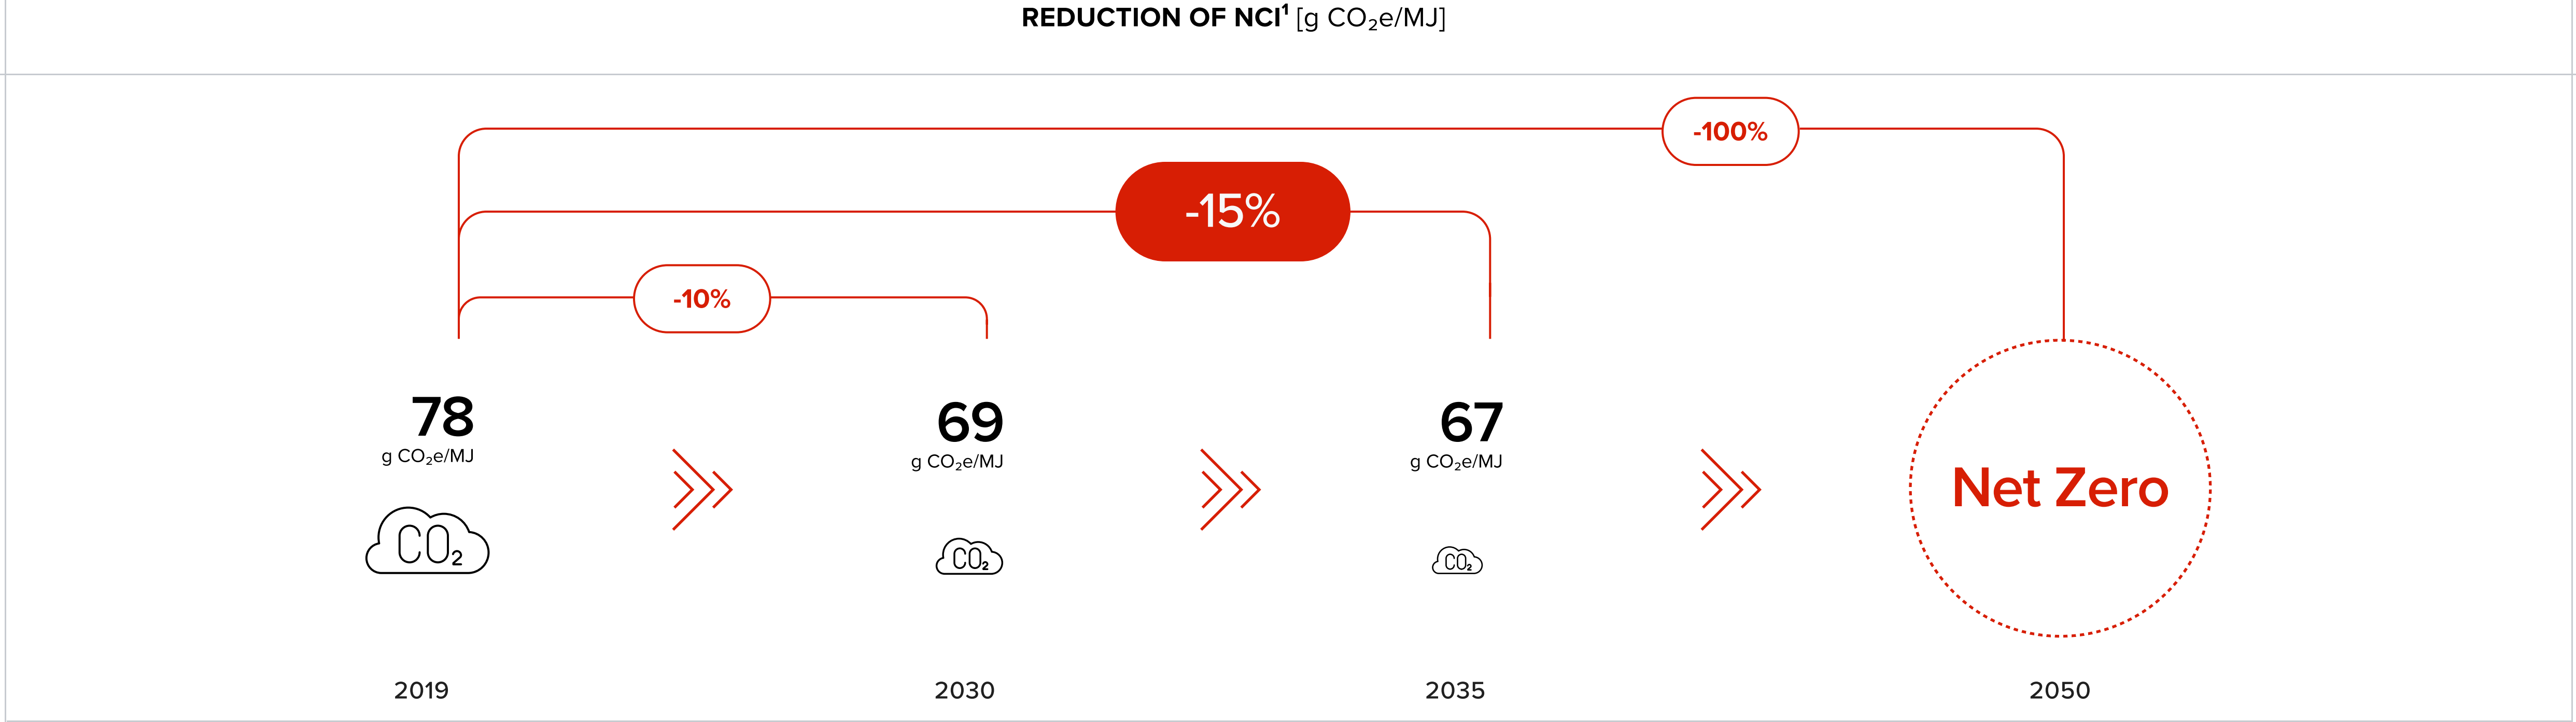 REDUCTION OF NCI¹ [g CO₂e/MJ]
-100%
-15%
-10%
78
g CO₂e/MJ
69
g CO₂e/MJ
67
g CO₂e/MJ
Net Zero
CO₂
CO₂
CO₂
2019
2030
2035
2050